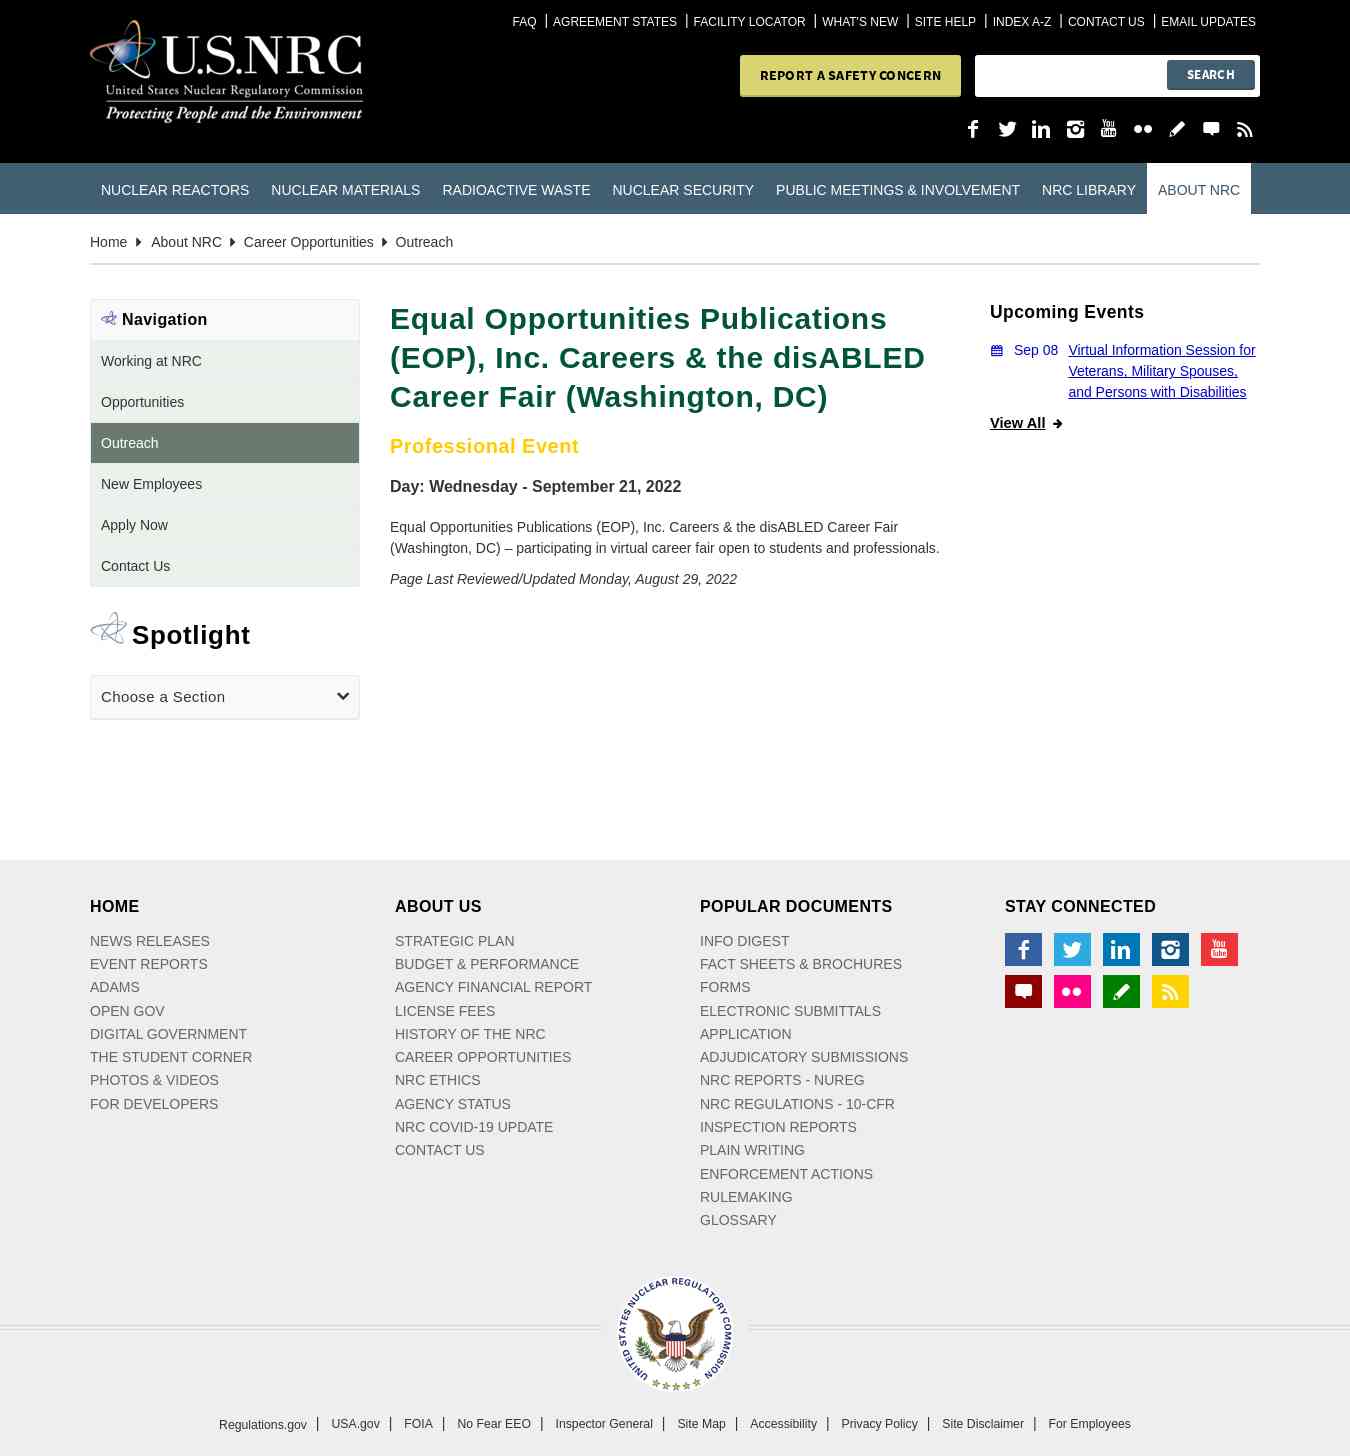 FAQ | AGREEMENT STATES | FACILITY LOCATOR | WHAT'S NEW | SITE HELP | INDEX A-Z | CONTACT US | EMAIL UPDATES
U.S.NRC
United States Nuclear Regulatory Commission
Protecting People and the Environment
REPORT A SAFETY CONCERN
SEARCH
You Tube
NUCLEAR REACTORS NUCLEAR MATERIALS RADIOACTIVE WASTE NUCLEAR SECURITY PUBLIC MEETINGS & INVOLVEMENT NRC LIBRARY ABOUT NRC
Home About NRC Career Opportunities Outreach
Navigation
Working at NRC
Opportunities
Outreach
New Employees
Apply Now
Contact Us
Spotlight
Choose a Section
Equal Opportunities Publications
(EOP), Inc. Careers & the disABLED
Career Fair (Washington, DC)
Professional Event
Day: Wednesday - September 21, 2022
Equal Opportunities Publications (EOP), Inc. Careers & the disABLED Career Fair
(Washington, DC) – participating in virtual career fair open to students and professionals.
Page Last Reviewed/Updated Monday, August 29, 2022
Upcoming Events
Sep 08 Virtual Information Session for
Veterans, Military Spouses,
and Persons with Disabilities
View All
HOME
NEWS RELEASES
EVENT REPORTS
ADAMS
OPEN GOV
DIGITAL GOVERNMENT
THE STUDENT CORNER
PHOTOS & VIDEOS
FOR DEVELOPERS
ABOUT US
STRATEGIC PLAN
BUDGET & PERFORMANCE
AGENCY FINANCIAL REPORT
LICENSE FEES
HISTORY OF THE NRC
CAREER OPPORTUNITIES
NRC ETHICS
AGENCY STATUS
NRC COVID-19 UPDATE
CONTACT US
POPULAR DOCUMENTS
INFO DIGEST
FACT SHEETS & BROCHURES
FORMS
ELECTRONIC SUBMITTALS
APPLICATION
ADJUDICATORY SUBMISSIONS
NRC REPORTS - NUREG
NRC REGULATIONS - 10-CFR
INSPECTION REPORTS
PLAIN WRITING
ENFORCEMENT ACTIONS
RULEMAKING
GLOSSARY
STAY CONNECTED
You Tube
UNITED STATES NUCLEAR REGULATORY COMMISSION
Regulations.gov | USA.gov | FOIA | No Fear EEO | Inspector General | Site Map | Accessibility | Privacy Policy | Site Disclaimer | For Employees